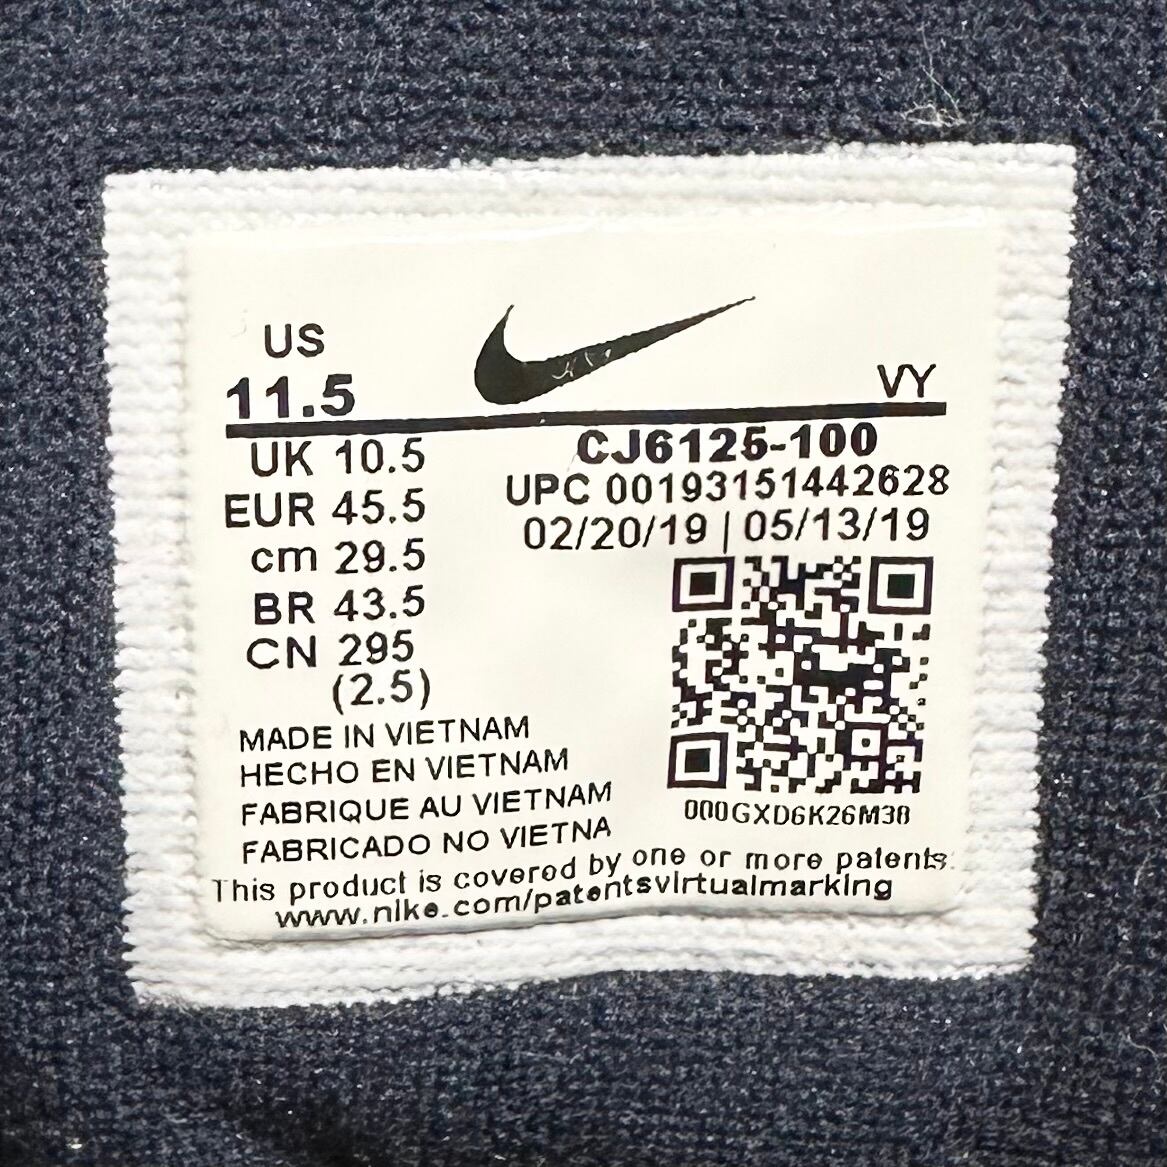 US
11.5
VY
UK 10.5
EUR 45.5
cm 29.5
BR 43.5
CN 295
(2.5)
CJ6125-100
UPC 00193151442628
02/20/19 | 05/13/19
000GXD6K26M38
MADE IN VIETNAM
HECHO EN VIETNAM
FABRIQUE AU VIETNAM
FABRICADO NO VIETNA
This product is covered by one or more patents.
www.nike.com/patentsvirtualmarking